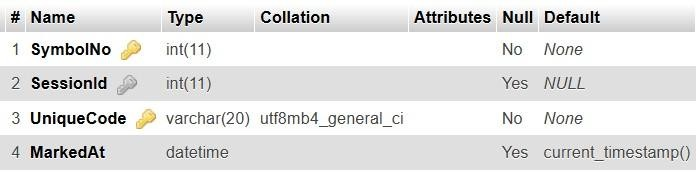 # Name Type Collation Attributes Null Default
1 SymbolNo int(11) No None
2 SessionId int(11) Yes NULL
3 UniqueCode varchar(20) utf8mb4_general_ci No None
4 MarkedAt datetime Yes current_timestamp()